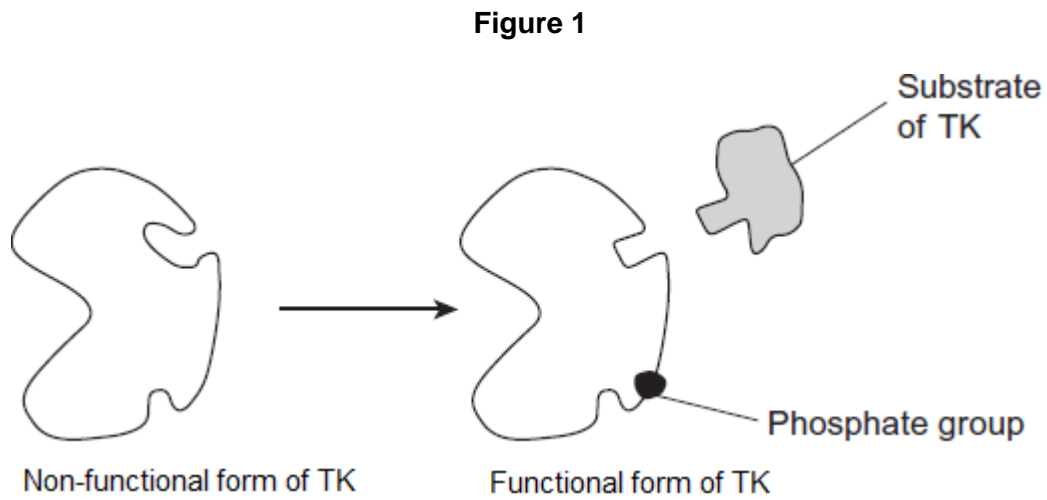 Figure 1
Substrate
of TK
Phosphate group
Non-functional form of TK
Functional form of TK